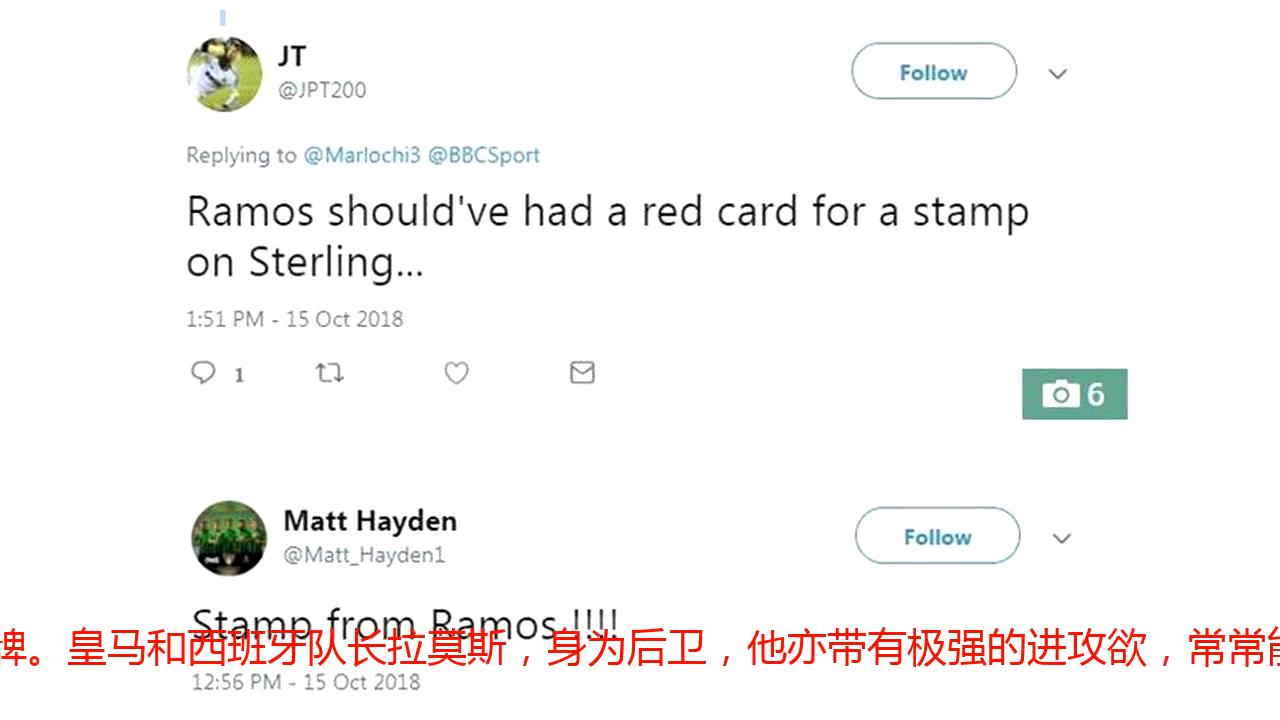 JT
@JPT200
Follow
Replying to @Marlochi3 @BBCSport
Ramos should've had a red card for a stamp
on Sterling...
1:51 PM - 15 Oct 2018
1
6
Matt Hayden
@Matt_Hayden1
Follow
Stamp from Ramos !!!!
牌。皇马和西班牙队长拉莫斯，身为后卫，他亦带有极强的进攻欲，常常能
12:56 PM - 15 Oct 2018